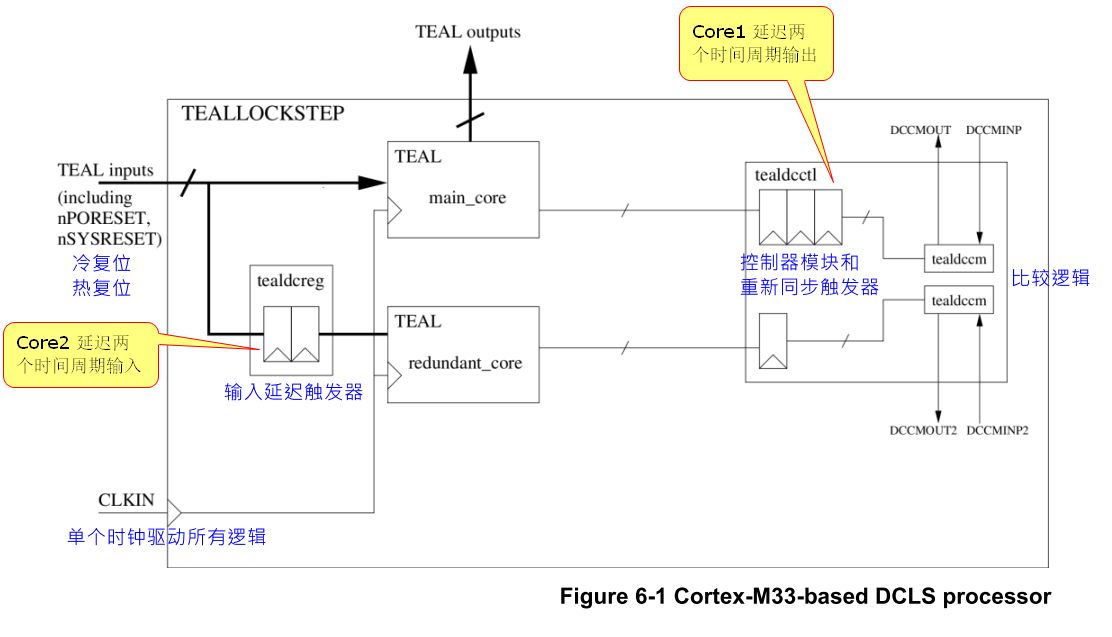 TEAL outputs
Core1 延迟两
个时间周期输出
TEALLOCKSTEP
TEAL inputs
(including
nPORESET,
nSYSRESET)
冷复位
热复位
TEAL
main_core
tealdcctl
DCCMOUT
DCCMINP
tealdccm
控制器模块和
重新同步触发器
tealdccm
比较逻辑
tealdcreg
Core2 延迟两
个时间周期输入
输入延迟触发器
TEAL
redundant_core
DCCMOUT2
DCCMINP2
CLKIN
单个时钟驱动所有逻辑
Figure 6-1 Cortex-M33-based DCLS processor